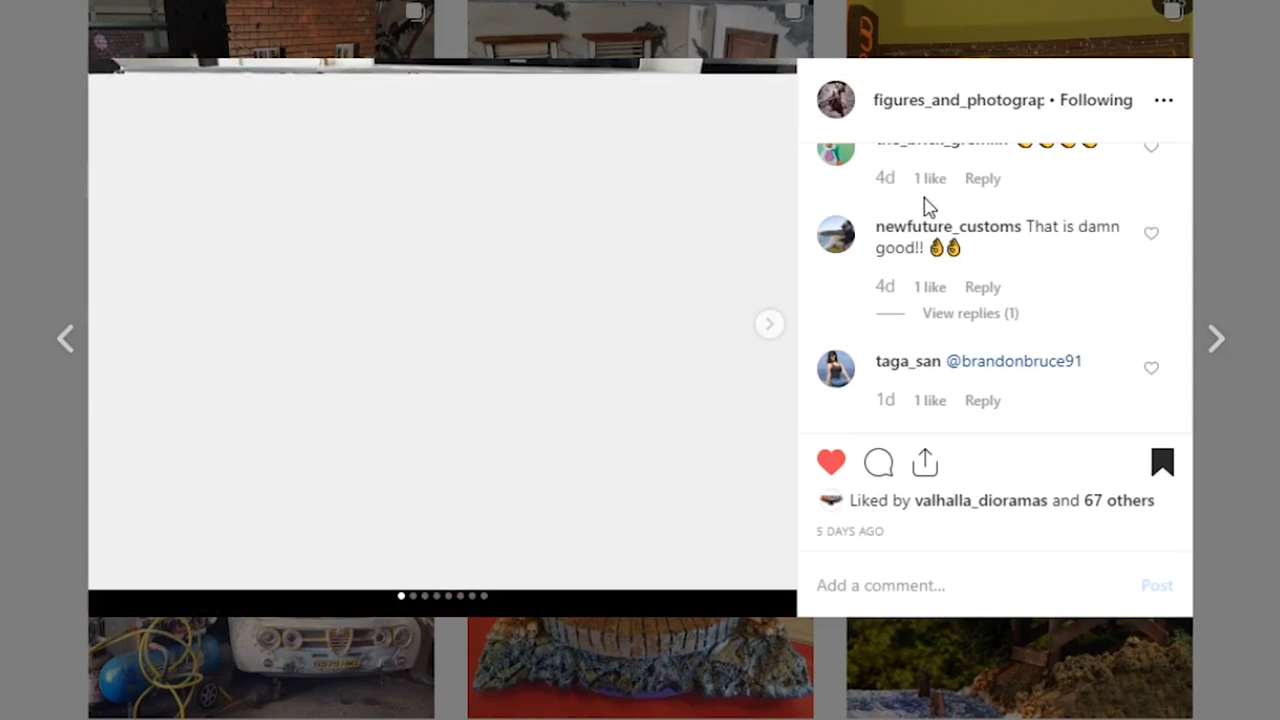 figures_and_photograp • Following
4d 1 like Reply
newfuture_customs That is damn
good!! 👌👌
4d 1 like Reply
View replies (1)
taga_san @brandonbruce91
1d 1 like Reply
Liked by valhalla_dioramas and 67 others
5 DAYS AGO
Add a comment... Post